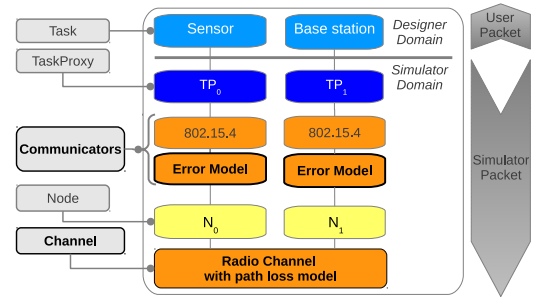 Task
Sensor
Base station
Designer
Domain
User
Packet
TaskProxy
TP0
TP1
Simulator
Domain
Communicators
802.15.4
802.15.4
Error Model
Error Model
Simulator
Packet
Node
N0
N1
Channel
Radio Channel
with path loss model